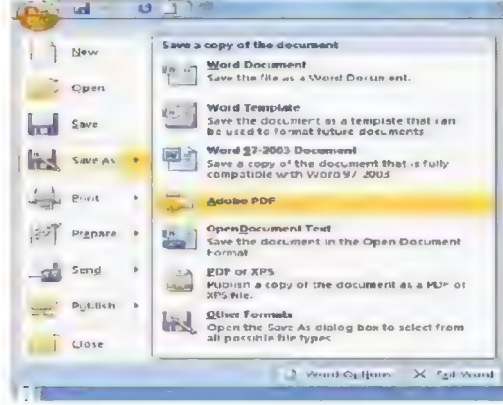 New
Open
Save
Save As
Print
Prepare
Send
Publish
Close
Save a copy of the document
Word Document
Save the file as a Word Document.
Word Template
Save the document as a template that can
be used to format future documents
Word 97-2003 Document
Save a copy of the document that is fully
compatible with Word 97-2003
Adobe PDF
OpenDocument Text
Save the document in the Open Document
Format
PDF or XPS
Publish a copy of the document as a PDF or
XPS file.
Other Formats
Open the Save As dialog box to select from
all possible file types
Word Options
Exit Word